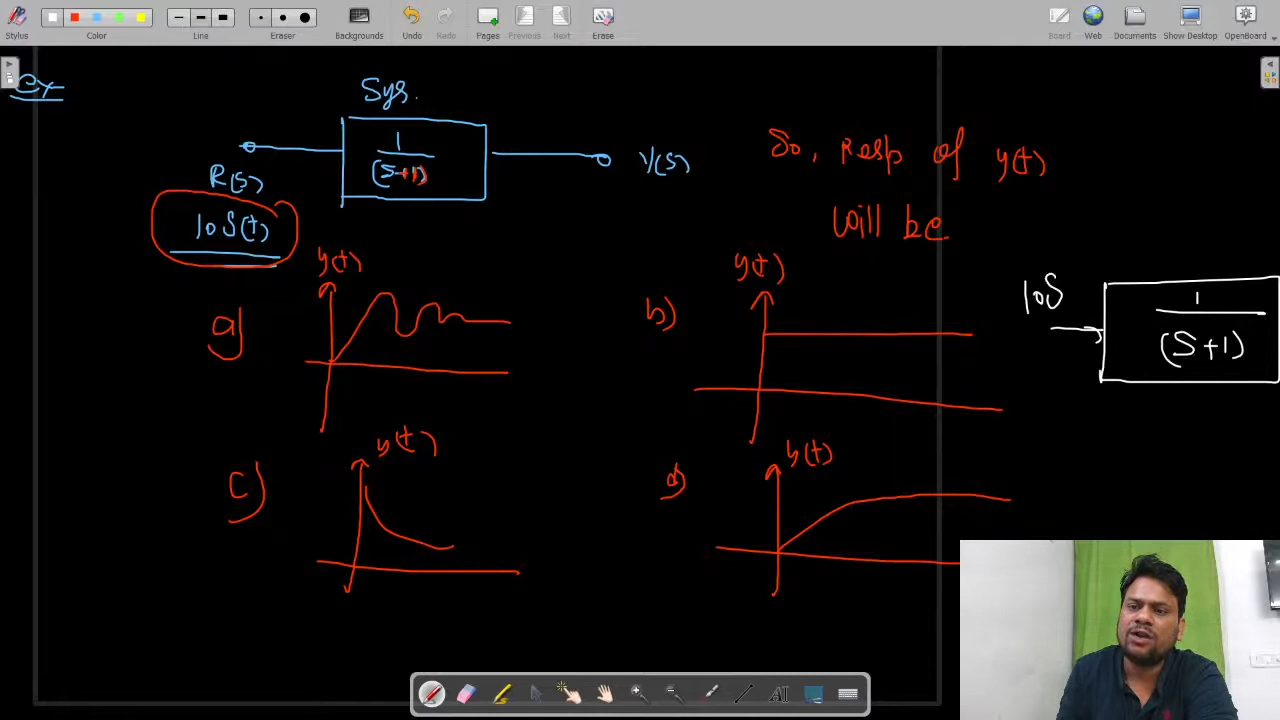 Stylus Color Line Eraser Backgrounds Undo Redo Pages Previous Next Erase Board Web Documents Show Desktop OpenBoard
Ex
Sys.
1
(S+1)
R(S)
Y(S)
10δ(t)
So, Resp of y(t)
will be
a)
y(t)
b)
y(t)
10δ
1
(S+1)
c)
y(t)
d)
y(t)